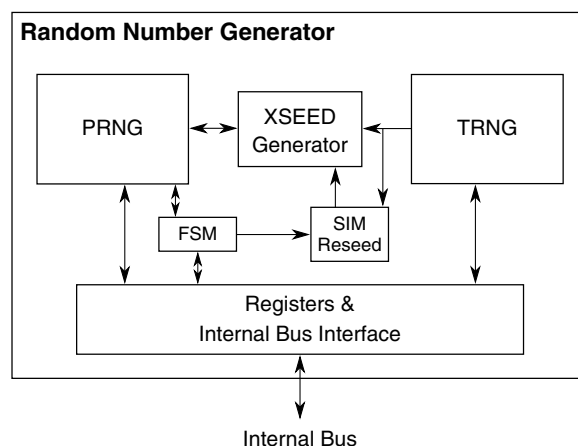 Random Number Generator
PRNG
XSEED
Generator
TRNG
FSM
SIM
Reseed
Registers &
Internal Bus Interface
Internal Bus